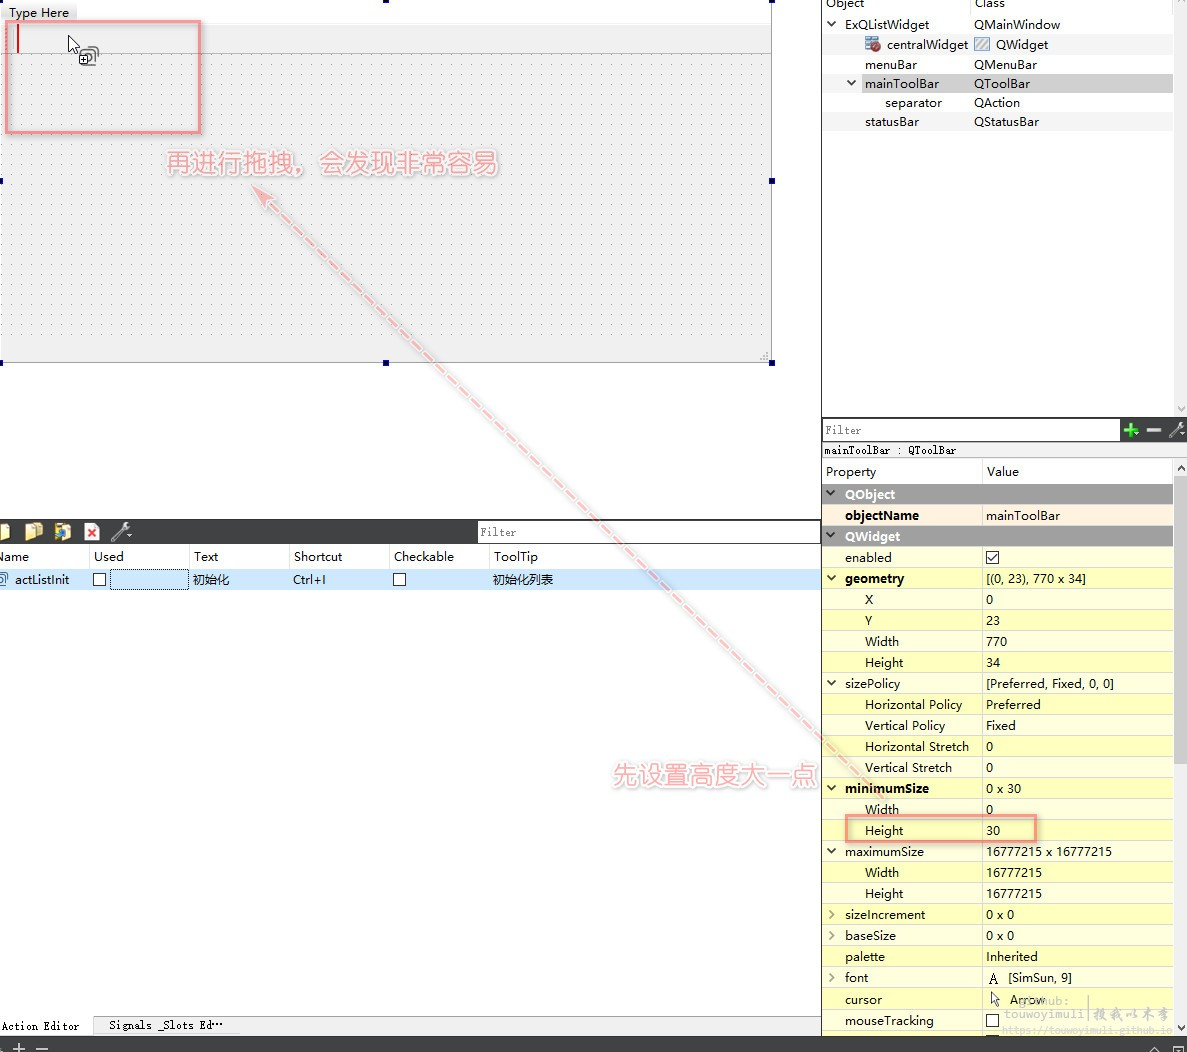 Type Here
再进行拖拽，会发现非常容易
Object Class
ExQListWidget QMainWindow
centralWidget QWidget
menuBar QMenuBar
mainToolBar QToolBar
separator QAction
statusBar QStatusBar
Filter
mainToolBar : QToolBar
Property Value
QObject
objectName mainToolBar
QWidget
enabled
geometry [(0, 23), 770 x 34]
X 0
Y 23
Width 770
Height 34
sizePolicy [Preferred, Fixed, 0, 0]
Horizontal Policy Preferred
Vertical Policy Fixed
Horizontal Stretch 0
Vertical Stretch 0
先设置高度大一点
minimumSize 0 x 30
Width 0
Height 30
maximumSize 16777215 x 16777215
Width 16777215
Height 16777215
sizeIncrement 0 x 0
baseSize 0 x 0
palette Inherited
font A [SimSun, 9]
cursor Arrow
mouseTracking
github:
touwoyimuli
投我以木李
https://touwoyimuli.github.io
Filter
Name Used Text Shortcut Checkable ToolTip
actListInit 初始化 Ctrl+I 初始化列表
Action Editor Signals _Slots Ed…